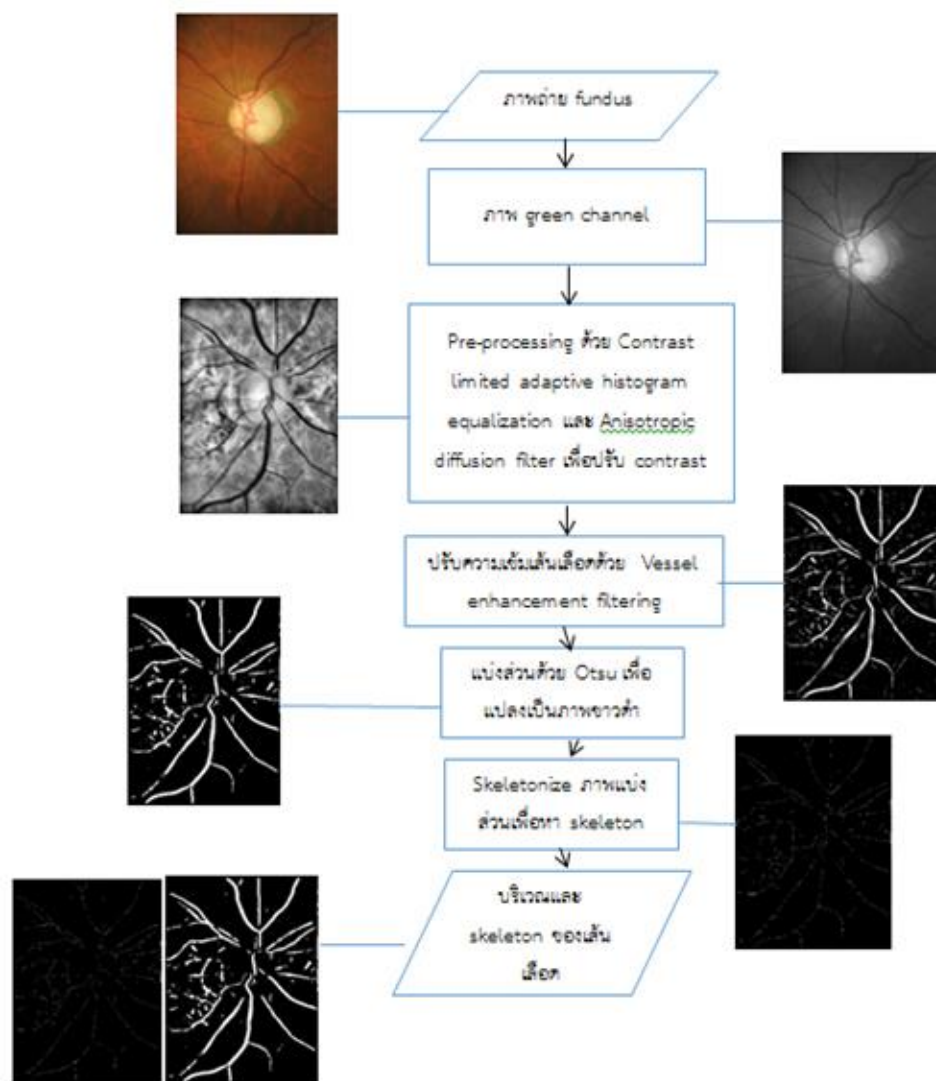 ภาพถ่าย fundus
ภาพ green channel
Pre-processing ด้วย Contrast
limited adaptive histogram
equalization และ Anisotropic
diffusion filter เพื่อปรับ contrast
ปรับความเข้มเส้นเลือดด้วย Vessel
enhancement filtering
แบ่งส่วนด้วย Otsu เพื่อ
แปลงเป็นภาพขาวดำ
Skeletonize ภาพแบ่ง
ส่วนเพื่อหา skeleton
บริเวณและ
skeleton ของเส้น
เลือด